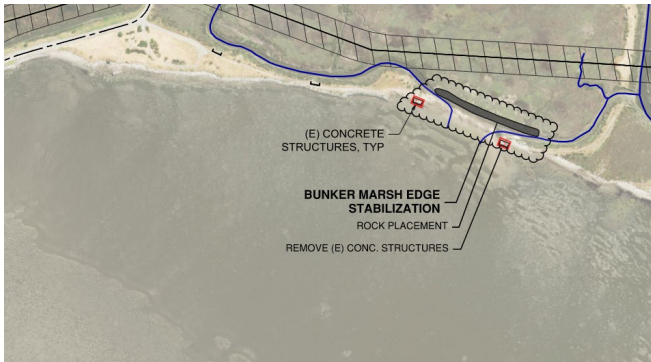 (E) CONCRETE
STRUCTURES, TYP
BUNKER MARSH EDGE
STABILIZATION
ROCK PLACEMENT
REMOVE (E) CONC. STRUCTURES